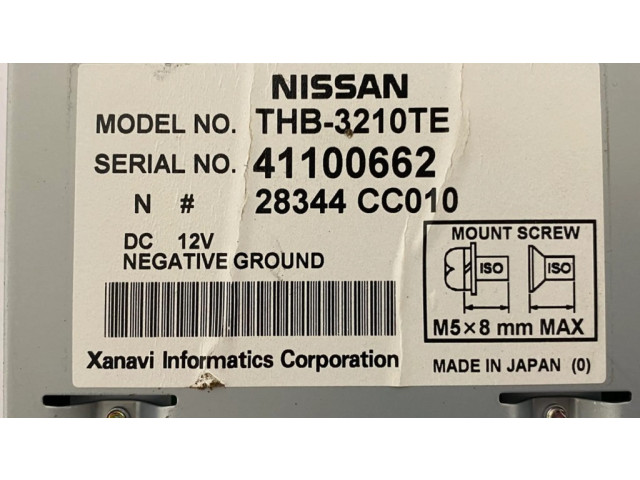 NISSAN
MODEL NO. THB-3210TE
SERIAL NO. 41100662
N # 28344 CC010
DC 12V
NEGATIVE GROUND
MOUNT SCREW
ISO ISO
M5×8 mm MAX
Xanavi Informatics Corporation
MADE IN JAPAN (0)